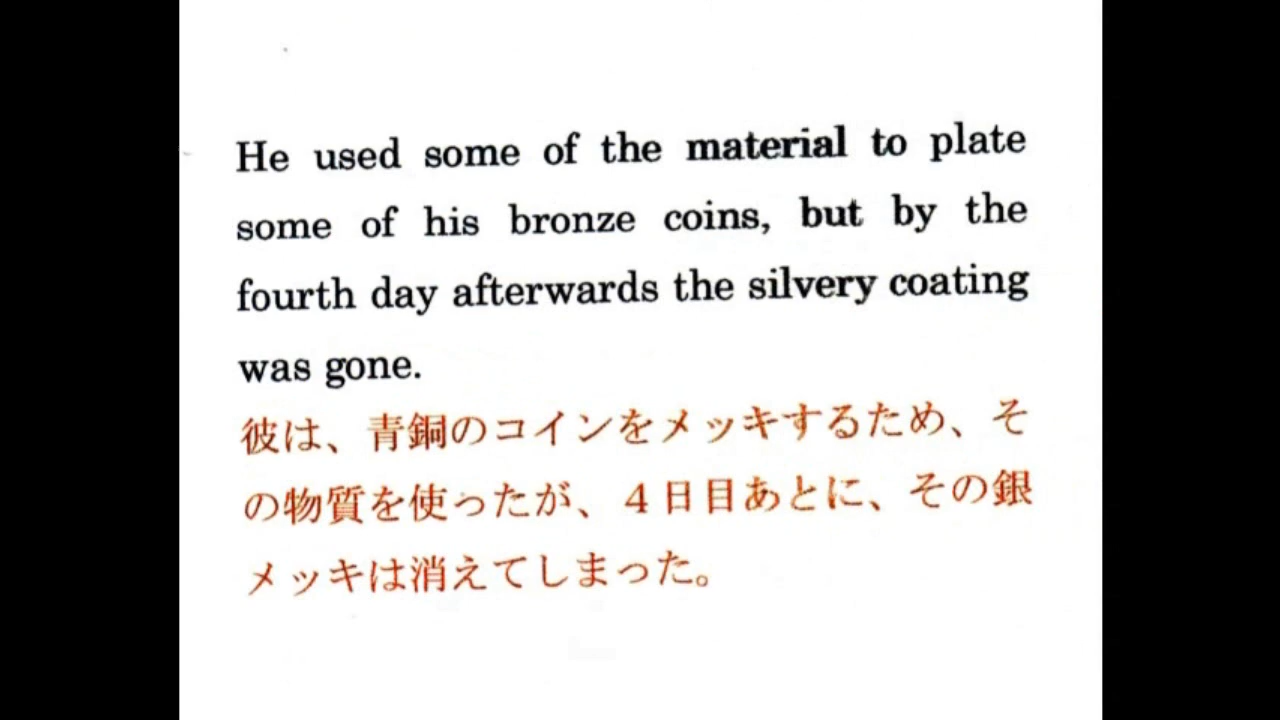 He used some of the material to plate
some of his bronze coins, but by the
fourth day afterwards the silvery coating
was gone.
彼は、青銅のコインをメッキするため、そ
の物質を使ったが、４日目あとに、その銀
メッキは消えてしまった。